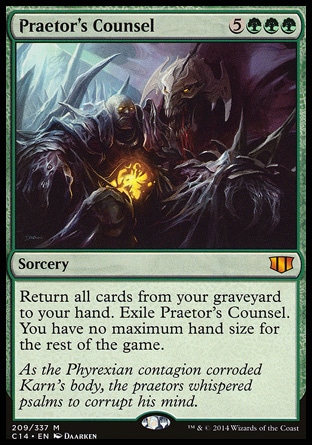 Praetor's Counsel 5
Sorcery
Return all cards from your graveyard
to your hand. Exile Praetor's Counsel.
You have no maximum hand size for
the rest of the game.
As the Phyrexian contagion corroded
Karn's body, the praetors whispered
psalms to corrupt his mind.
209/337 M
C14 • EN Daarken ™ & © 2014 Wizards of the Coast